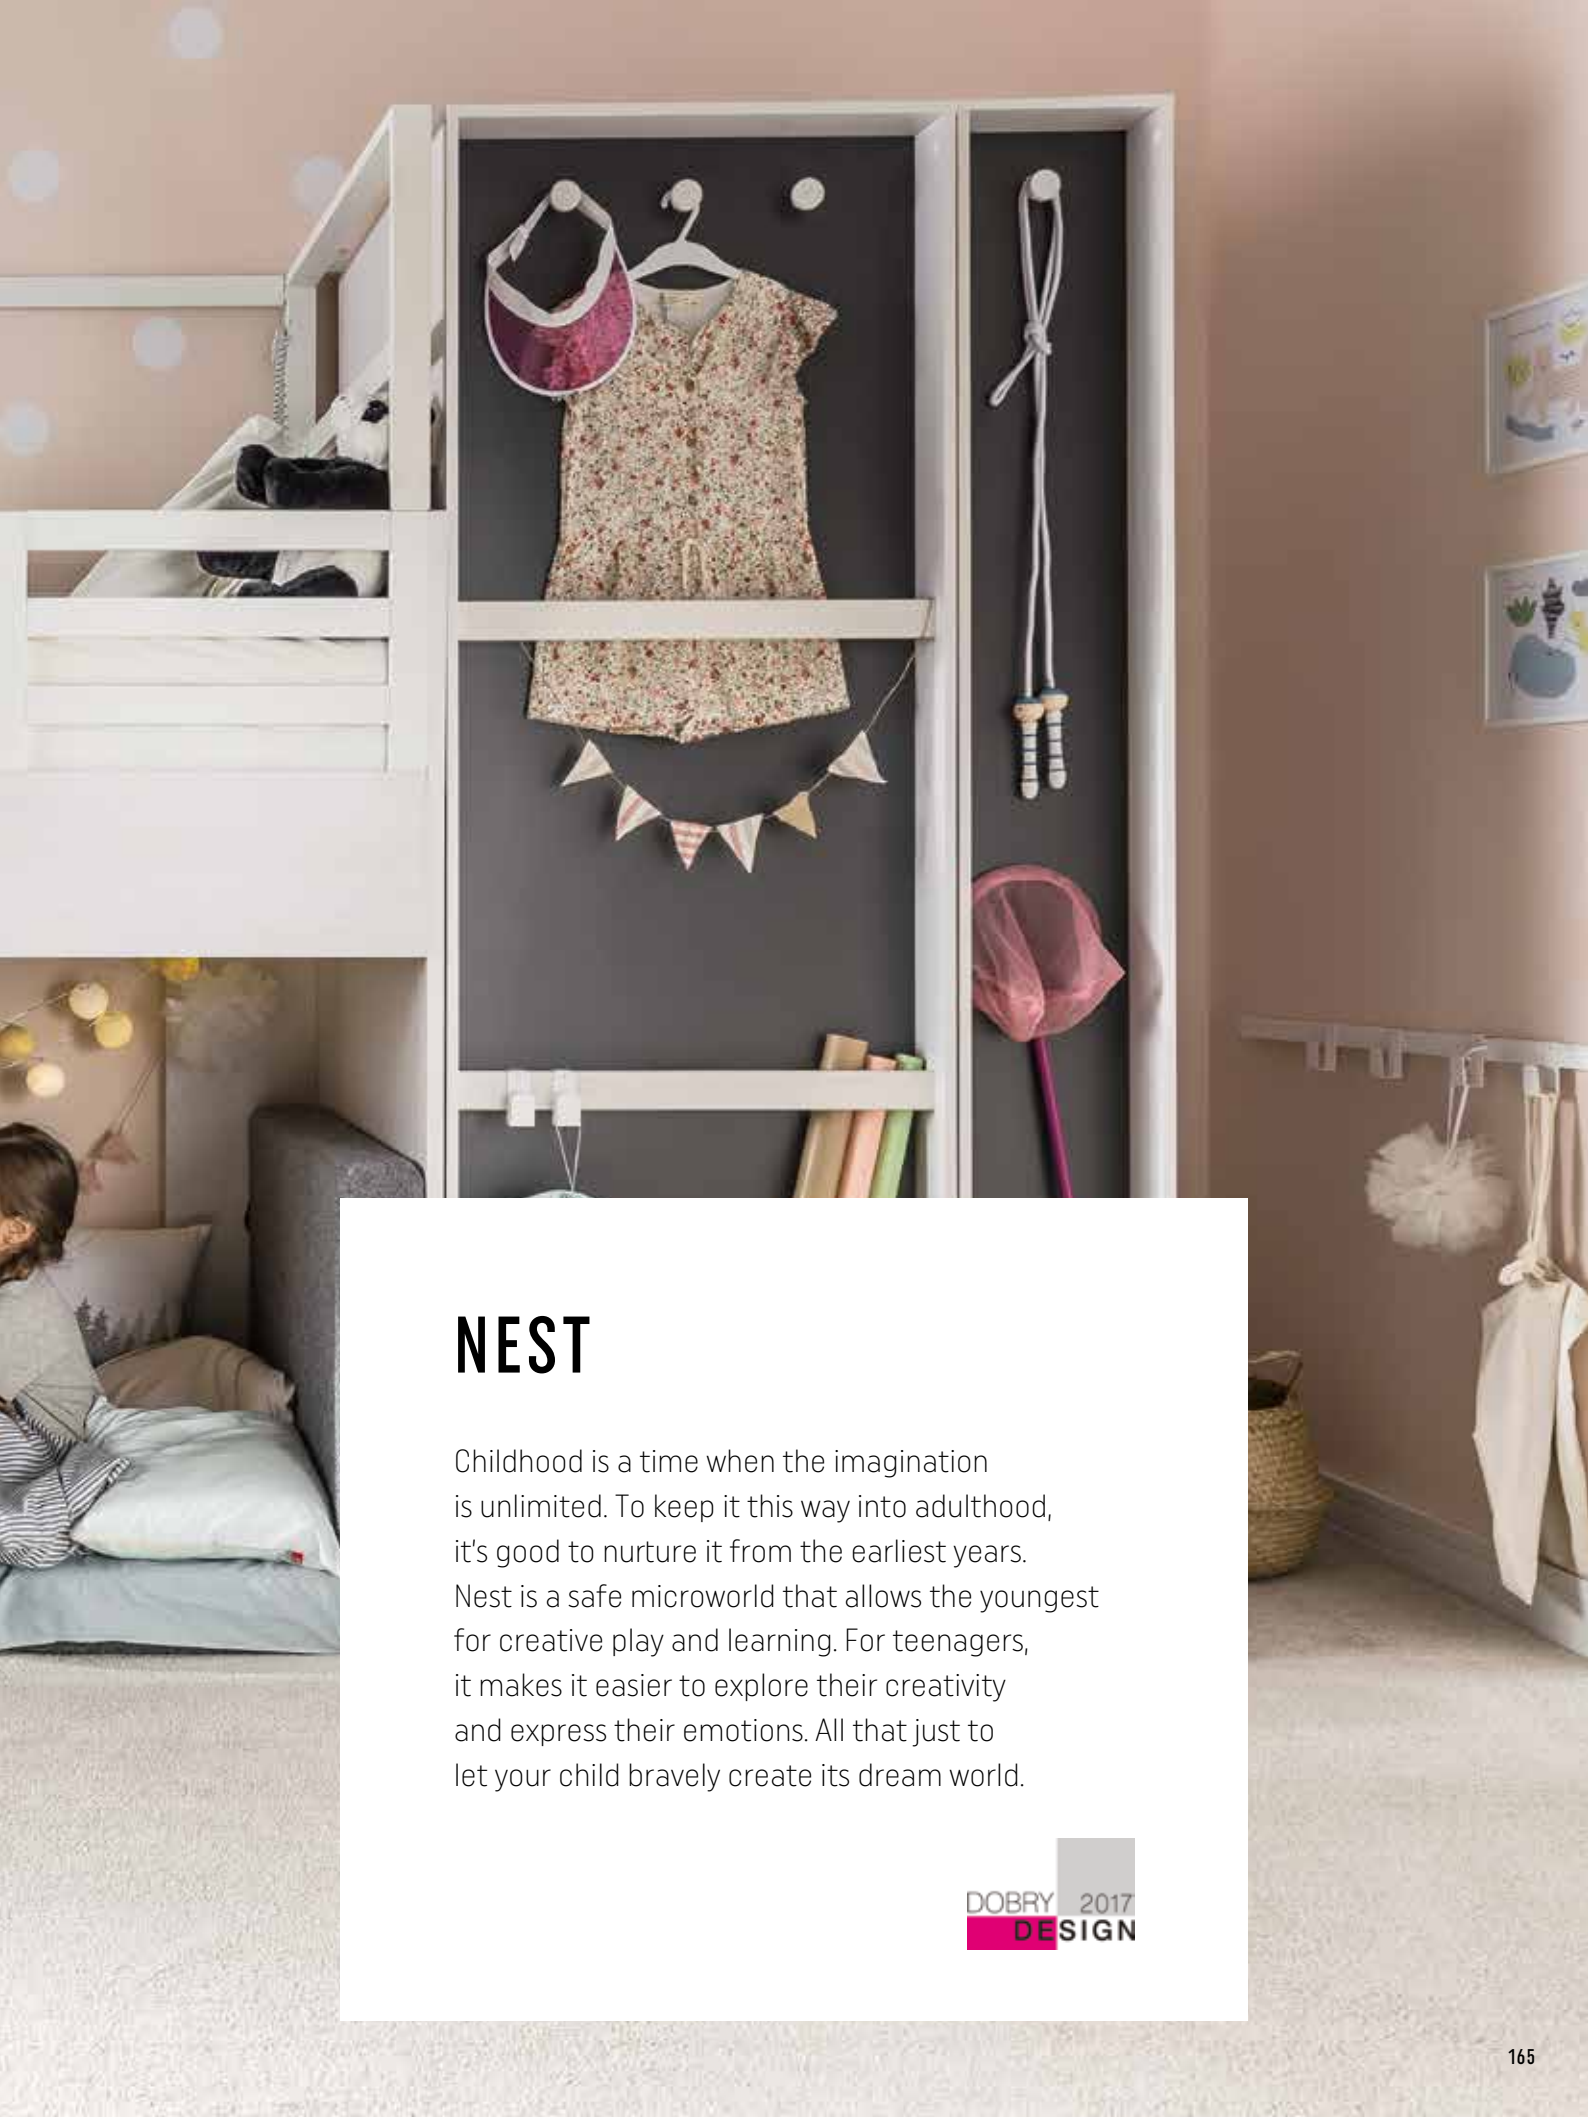 NEST
Childhood is a time when the imagination
is unlimited. To keep it this way into adulthood,
it's good to nurture it from the earliest years.
Nest is a safe microworld that allows the youngest
for creative play and learning. For teenagers,
it makes it easier to explore their creativity
and express their emotions. All that just to
let your child bravely create its dream world.
DOBRY 2017
DESIGN
165